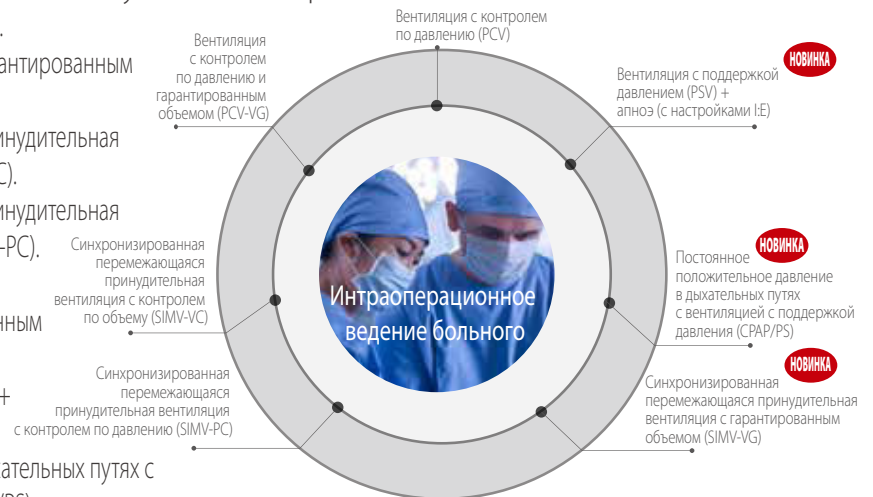 антированным
инудительная
инудительная
-PC).
+
ательных путях с
Вентиляция с контролем
по давлению (PCV)
Вентиляция
с контролем
по давлению и
гарантированным
объемом (PCV-VG)
НОВИНКА
Вентиляция с поддержкой
давлением (PSV) +
апноэ (с настройками I:E)
НОВИНКА
Постоянное
положительное давление
в дыхательных путях
с вентиляцией с поддержкой
давления (CPAP/PS)
НОВИНКА
Синхронизированная
перемежающаяся принудительная
вентиляция с гарантированным
объемом (SIMV-VG)
Синхронизированная
перемежающаяся
принудительная
вентиляция с контролем
по объему (SIMV-VC)
Синхронизированная
перемежающаяся
принудительная вентиляция
с контролем по давлению (SIMV-PC)
Интраоперационное
ведение больного